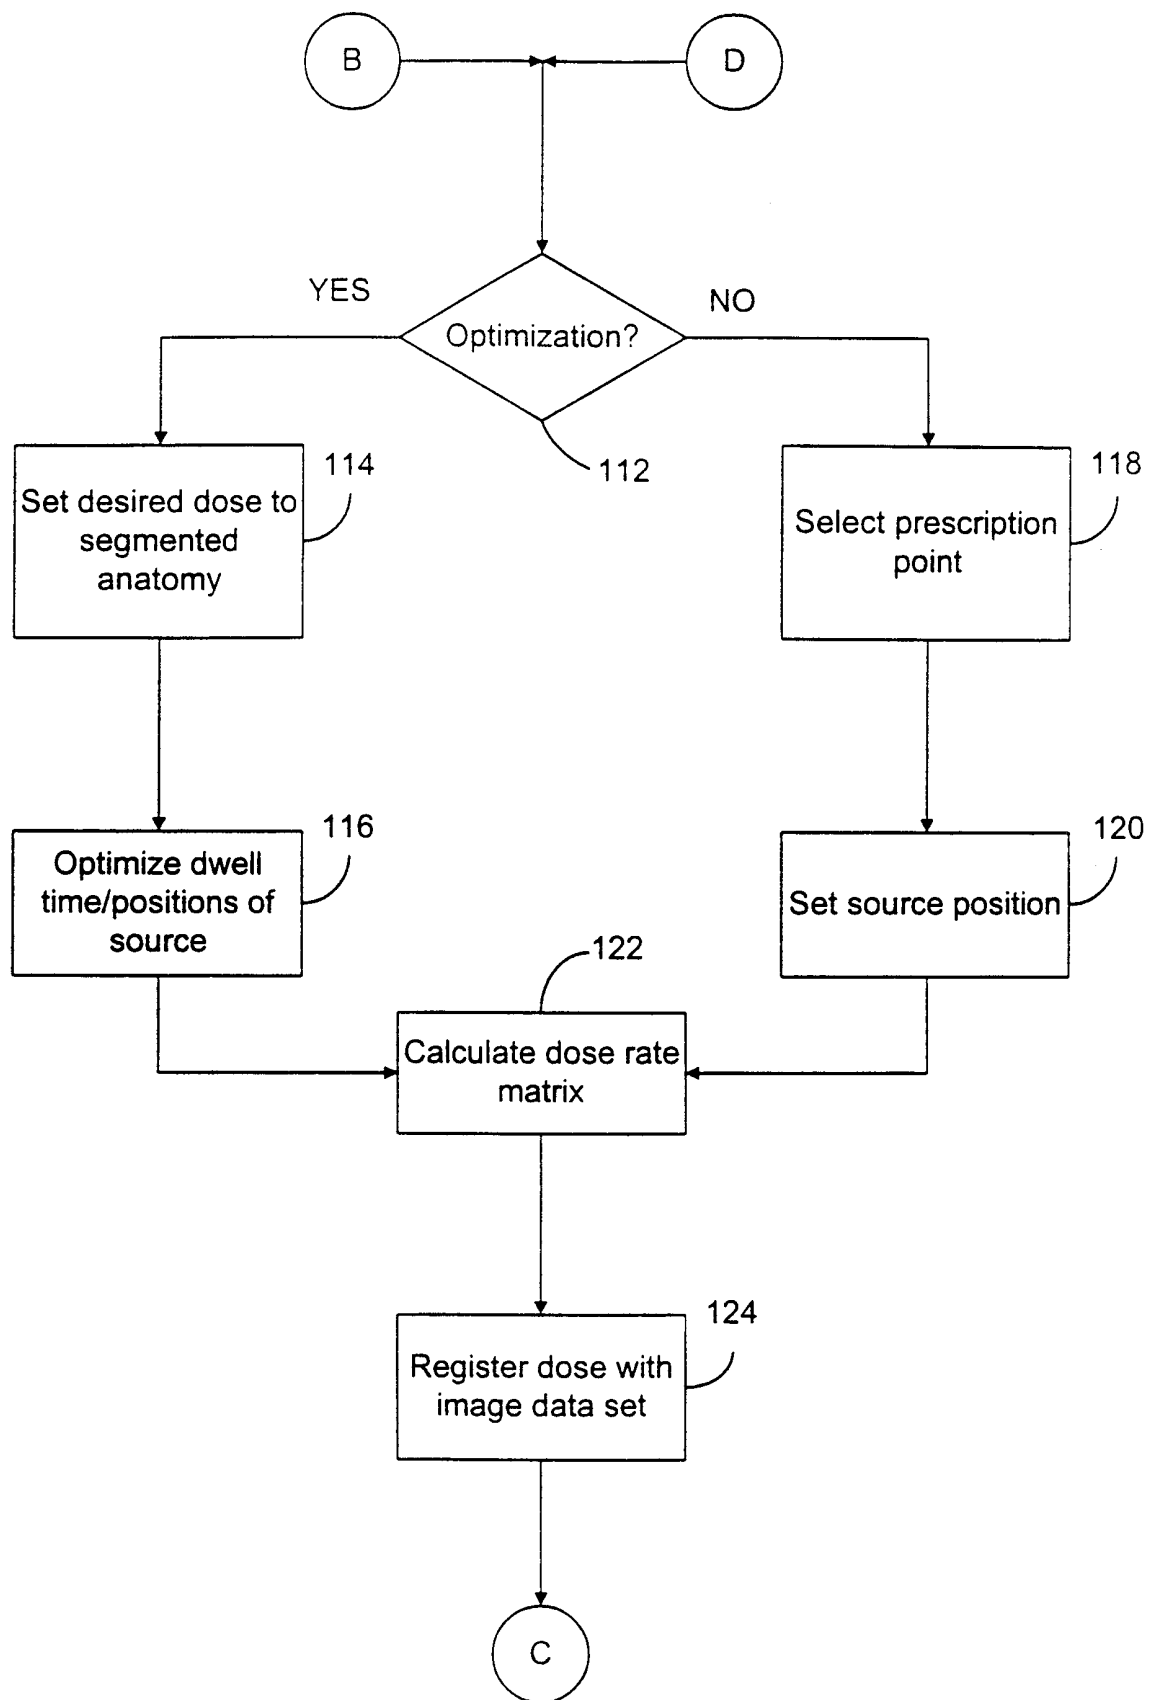 B
D
YES
NO
Optimization?
112
114
Set desired dose to
segmented
anatomy
118
Select prescription
point
116
Optimize dwell
time/positions of
source
120
Set source position
122
Calculate dose rate
matrix
124
Register dose with
image data set
C